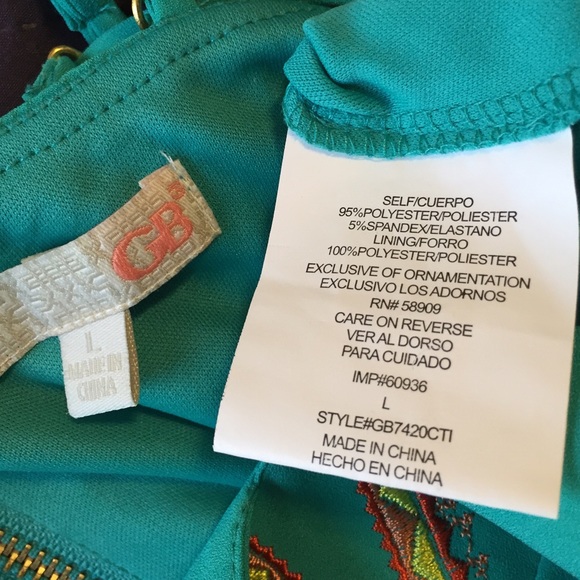 GB
L
MADE IN
CHINA
SELF/CUERPO
95%POLYESTER/POLIESTER
5%SPANDEX/ELASTANO
LINING/FORRO
100%POLYESTER/POLIESTER
EXCLUSIVE OF ORNAMENTATION
EXCLUSIVO LOS ADORNOS
RN# 58909
CARE ON REVERSE
VER AL DORSO
PARA CUIDADO
IMP#60936
L
STYLE#GB7420CTI
MADE IN CHINA
HECHO EN CHINA